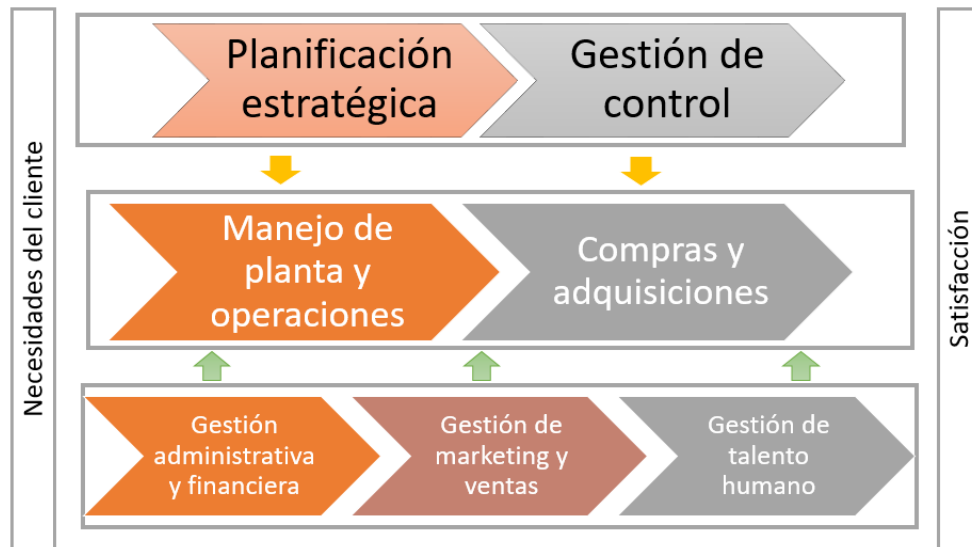 Necesidades del cliente
Planificación
estratégica
Gestión de
control
Manejo de
planta y
operaciones
Compras y
adquisiciones
Gestión
administrativa
y financiera
Gestión de
marketing y
ventas
Gestión de
talento
humano
Satisfacción